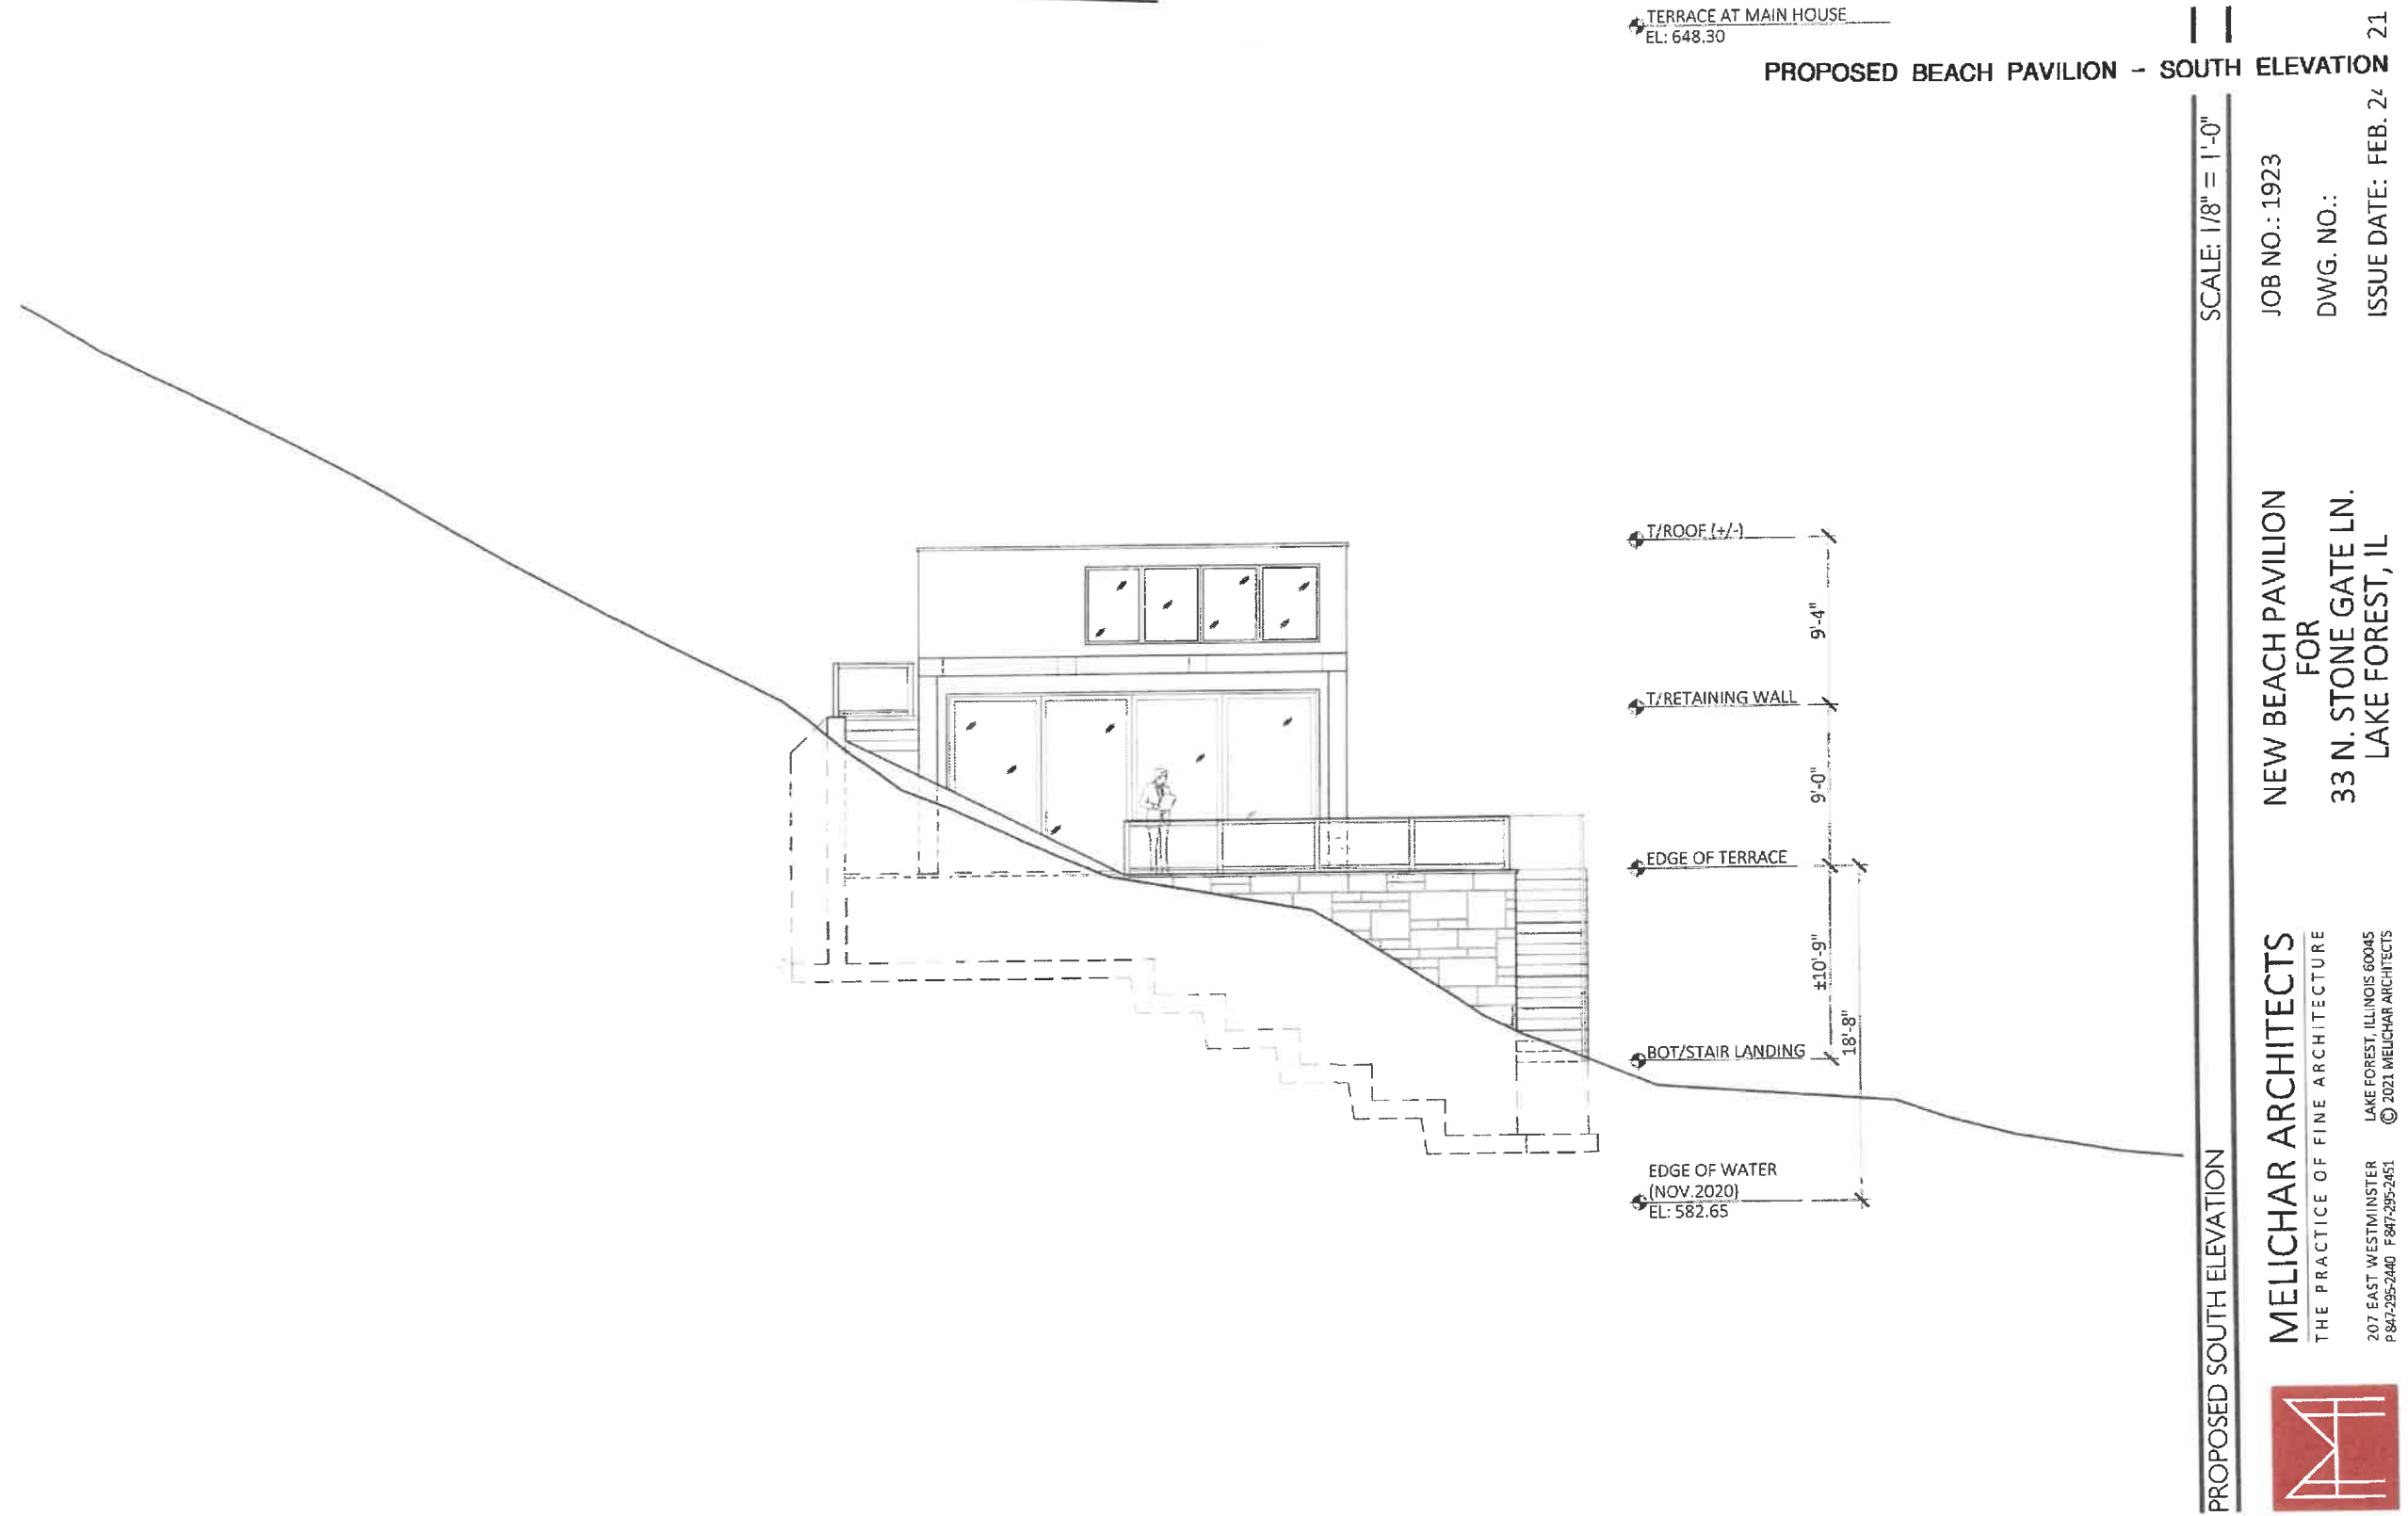 TERRACE AT MAIN HOUSE
EL: 648.30
PROPOSED BEACH PAVILION - SOUTH ELEVATION
T/ROOF (+/-)
9'-4"
T/RETAINING WALL
9'-0"
EDGE OF TERRACE
±10'-9"
18'-8"
BOT/STAIR LANDING
EDGE OF WATER
(NOV.2020)
EL: 582.65
PROPOSED SOUTH ELEVATION
SCALE: 1/8" = 1'-0"
MELICHAR ARCHITECTS
THE PRACTICE OF FINE ARCHITECTURE
207 EAST WESTMINSTER LAKE FOREST, ILLINOIS 60045
P 847-295-2440 F 847-295-2451 © 2021 MELICHAR ARCHITECTS
NEW BEACH PAVILION
FOR
33 N. STONE GATE LN.
LAKE FOREST, IL
JOB NO.: 1923
DWG. NO.:
ISSUE DATE: FEB. 21